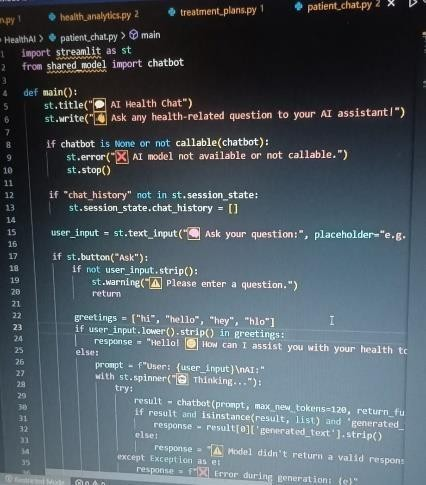 n.py 1 health_analytics.py 2 treatment_plans.py 1 patient_chat.py 2
HealthAI > patient_chat.py > main
1 import streamlit as st
2 from shared_model import chatbot
3
4 def main():
5 st.title("💬 AI Health Chat")
6 st.write("👋 Ask any health-related question to your AI assistant!")
7
8 if chatbot is None or not callable(chatbot):
9 st.error("❌ AI model not available or not callable.")
10 st.stop()
11
12 if "chat_history" not in st.session_state:
13 st.session_state.chat_history = []
14
15 user_input = st.text_input("🧠 Ask your question:", placeholder="e.g.
16
17 if st.button("Ask"):
18 if not user_input.strip():
19 st.warning("⚠️ Please enter a question.")
20 return
21
22 greetings = ["hi", "hello", "hey", "hlo"]
23 if user_input.lower().strip() in greetings:
24 response = "Hello! 😊 How can I assist you with your health to
25 else:
26 prompt = f"User: {user_input}\nAI:"
27 with st.spinner("🤖 Thinking..."):
28 try:
29 result = chatbot(prompt, max_new_tokens=120, return_fu
30 if result and isinstance(result, list) and 'generated_
31 response = result[0]['generated_text'].strip()
32 else:
33 response = "⚠️ Model didn't return a valid respons
34 except Exception as e:
35 response = f"❌ Error during generation: {e}"
Restricted Mode 0 0